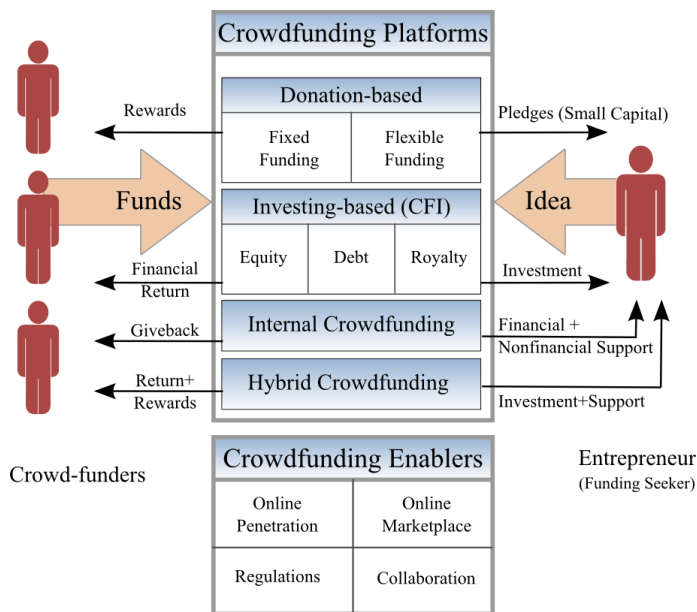 Crowdfunding Platforms
Donation-based
Rewards
Fixed
Funding
Flexible
Funding
Pledges (Small Capital)
Funds
Idea
Investing-based (CFI)
Equity
Debt
Royalty
Financial
Return
Investment
Giveback
Internal Crowdfunding
Financial +
Nonfinancial Support
Return+
Rewards
Hybrid Crowdfunding
Investment+Support
Crowd-funders
Crowdfunding Enablers
Online
Penetration
Online
Marketplace
Regulations
Collaboration
Entrepreneur
(Funding Seeker)